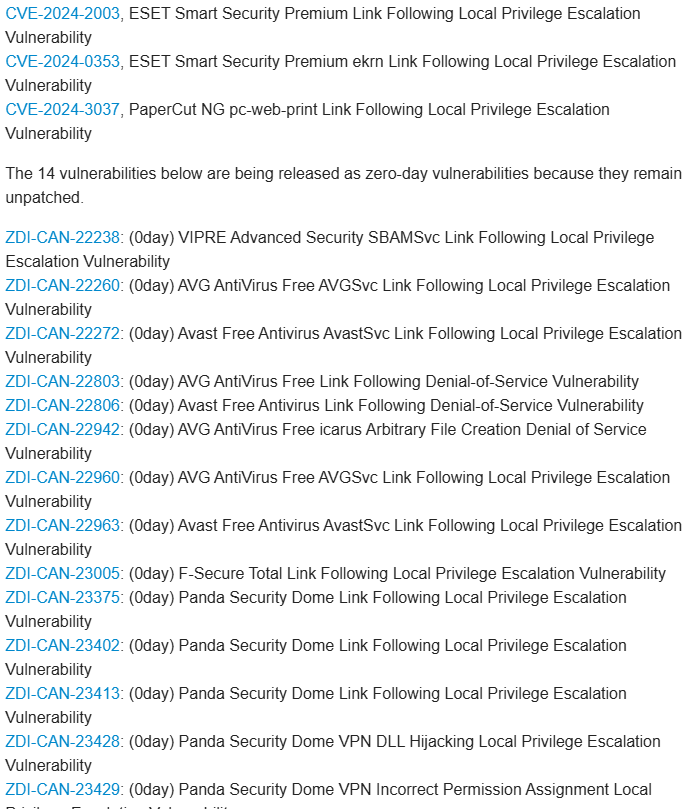 CVE-2024-2003, ESET Smart Security Premium Link Following Local Privilege Escalation
Vulnerability
CVE-2024-0353, ESET Smart Security Premium ekrn Link Following Local Privilege Escalation
Vulnerability
CVE-2024-3037, PaperCut NG pc-web-print Link Following Local Privilege Escalation
Vulnerability
The 14 vulnerabilities below are being released as zero-day vulnerabilities because they remain
unpatched.
ZDI-CAN-22238: (0day) VIPRE Advanced Security SBAMSvc Link Following Local Privilege
Escalation Vulnerability
ZDI-CAN-22260: (0day) AVG AntiVirus Free AVGSvc Link Following Local Privilege Escalation
Vulnerability
ZDI-CAN-22272: (0day) Avast Free Antivirus AvastSvc Link Following Local Privilege Escalation
Vulnerability
ZDI-CAN-22803: (0day) AVG AntiVirus Free Link Following Denial-of-Service Vulnerability
ZDI-CAN-22806: (0day) Avast Free Antivirus Link Following Denial-of-Service Vulnerability
ZDI-CAN-22942: (0day) AVG AntiVirus Free icarus Arbitrary File Creation Denial of Service
Vulnerability
ZDI-CAN-22960: (0day) AVG AntiVirus Free AVGSvc Link Following Local Privilege Escalation
Vulnerability
ZDI-CAN-22963: (0day) Avast Free Antivirus AvastSvc Link Following Local Privilege Escalation
Vulnerability
ZDI-CAN-23005: (0day) F-Secure Total Link Following Local Privilege Escalation Vulnerability
ZDI-CAN-23375: (0day) Panda Security Dome Link Following Local Privilege Escalation
Vulnerability
ZDI-CAN-23402: (0day) Panda Security Dome Link Following Local Privilege Escalation
Vulnerability
ZDI-CAN-23413: (0day) Panda Security Dome Link Following Local Privilege Escalation
Vulnerability
ZDI-CAN-23428: (0day) Panda Security Dome VPN DLL Hijacking Local Privilege Escalation
Vulnerability
ZDI-CAN-23429: (0day) Panda Security Dome VPN Incorrect Permission Assignment Local